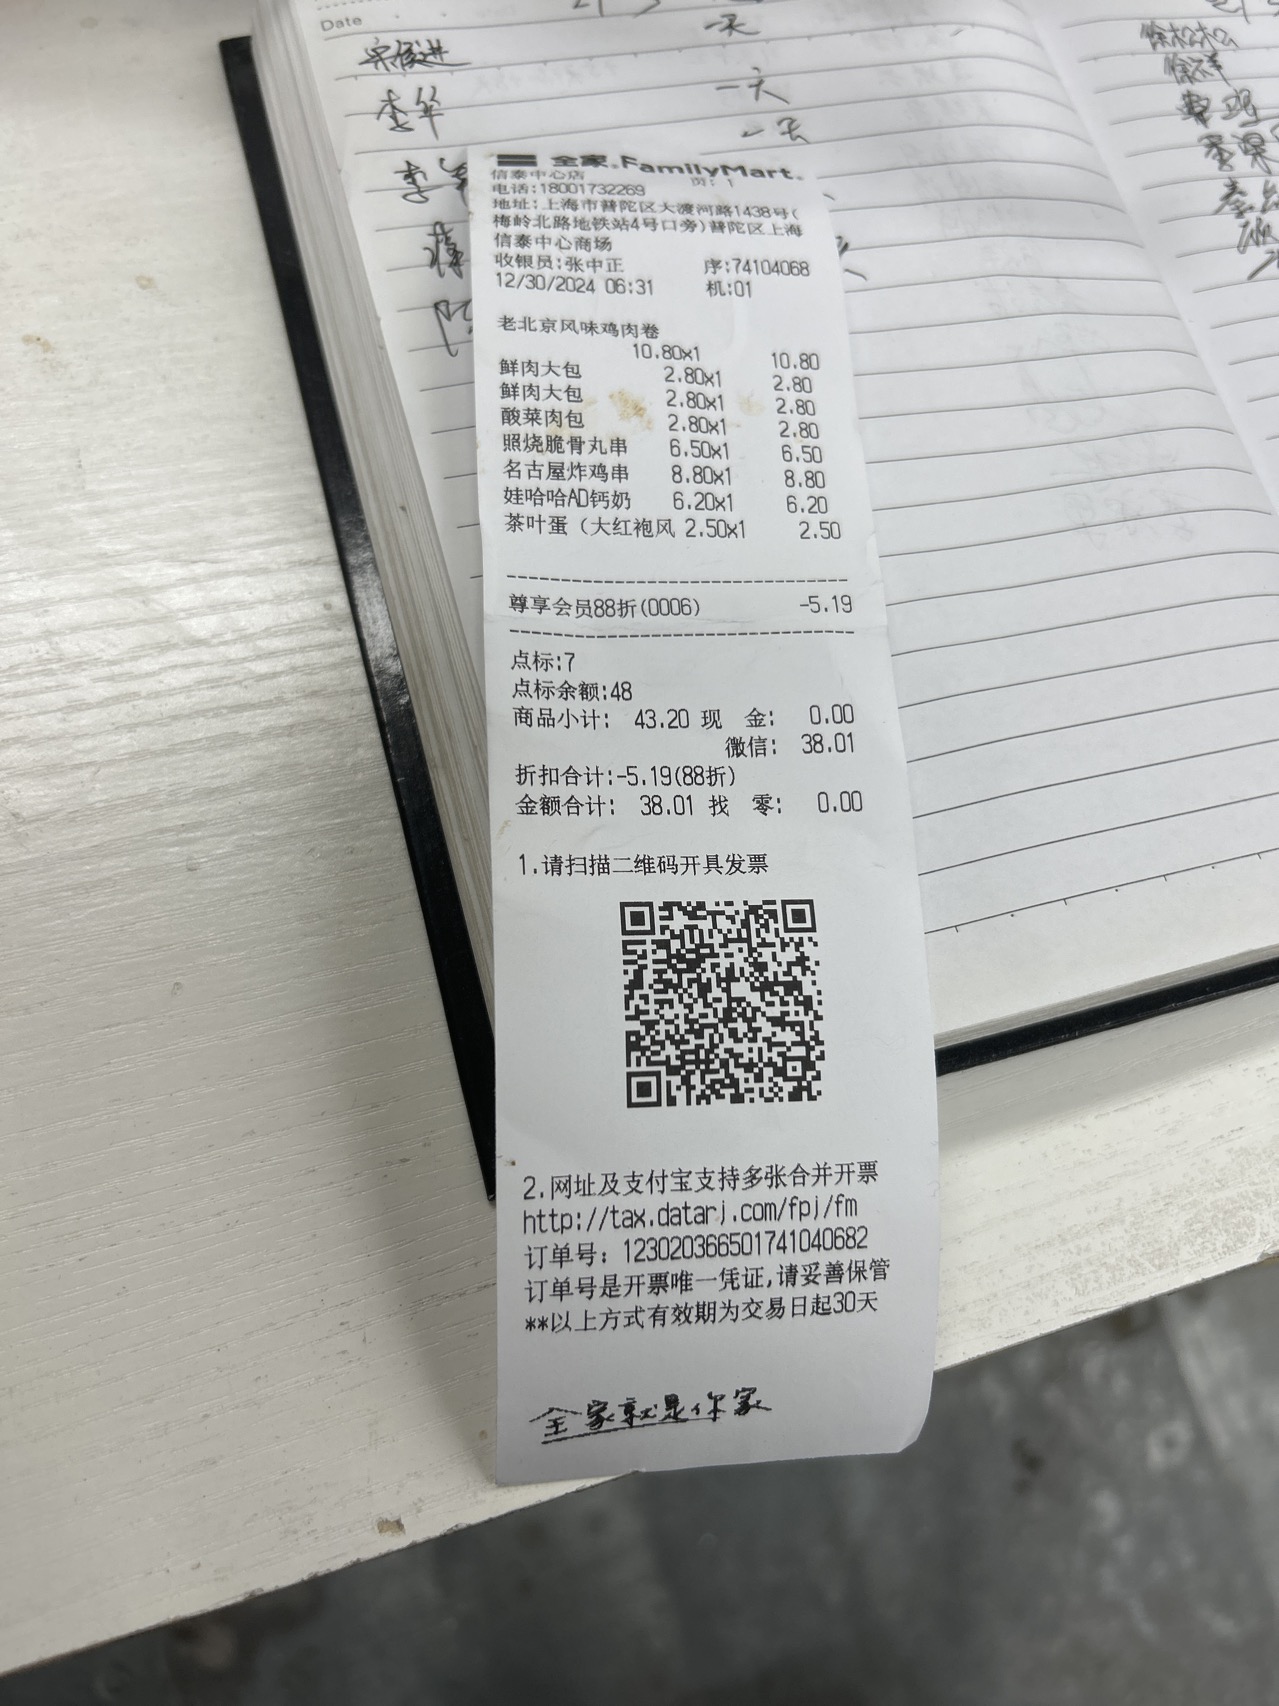 Date
一天
李华
一天
一天
全家 FamilyMart
信泰中心店 页: 1
电话:18001732269
地址:上海市普陀区大渡河路1438号(
梅岭北路地铁站4号口旁)普陀区上海
信泰中心商场
收银员:张中正 序:74104068
12/30/2024 06:31 机:01
老北京风味鸡肉卷
10.80x1 10.80
鲜肉大包 2.80x1 2.80
鲜肉大包 2.80x1 2.80
酸菜肉包 2.80x1 2.80
照烧脆骨丸串 6.50x1 6.50
名古屋炸鸡串 8.80x1 8.80
娃哈哈AD钙奶 6.20x1 6.20
茶叶蛋（大红袍风 2.50x1 2.50
尊享会员88折(0006) -5.19
点标:7
点标余额:48
商品小计: 43.20 现 金: 0.00
微信: 38.01
折扣合计:-5.19(88折)
金额合计: 38.01 找 零: 0.00
1.请扫描二维码开具发票
2.网址及支付宝支持多张合并开票
http://tax.datarj.com/fpj/fm
订单号: 123020366501741040682
订单号是开票唯一凭证,请妥善保管
**以上方式有效期为交易日起30天
全家就是你家